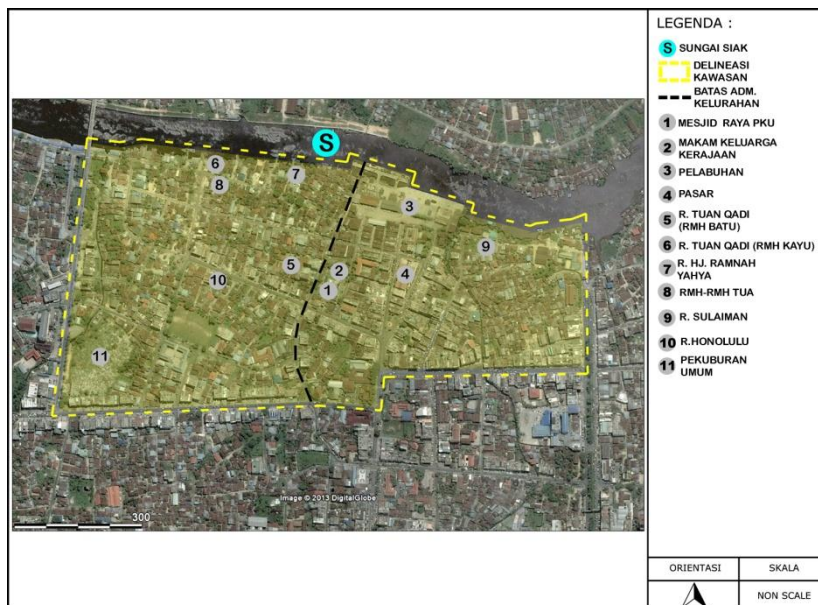 LEGENDA :
S SUNGAI SIAK
DELINEASI
KAWASAN
BATAS ADM.
KELURAHAN
1 MESJID RAYA PKU
2 MAKAM KELUARGA
KERAJAAN
3 PELABUHAN
4 PASAR
5 R. TUAN QADI
(RMH BATU)
6 R. TUAN QADI (RMH KAYU)
7 R. HJ. RAMNAH
YAHYA
8 RMH-RMH TUA
9 R. SULAIMAN
10 R.HONOLULU
11 PEKUBURAN
UMUM
ORIENTASI SKALA
NON SCALE
S
6
8
7
3
9
5
2
4
10
1
11
Image © 2013 DigitalGlobe
300